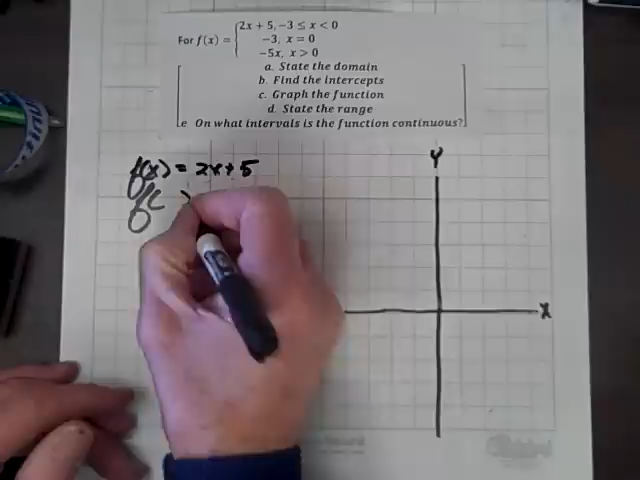 2x + 5, −3 ≤ x < 0
For f(x) = { −3, x = 0
−5x, x > 0
a. State the domain
b. Find the intercepts
c. Graph the function
d. State the range
e On what intervals is the function continuous?
f(x) = 2x+5
f( )
Y
X